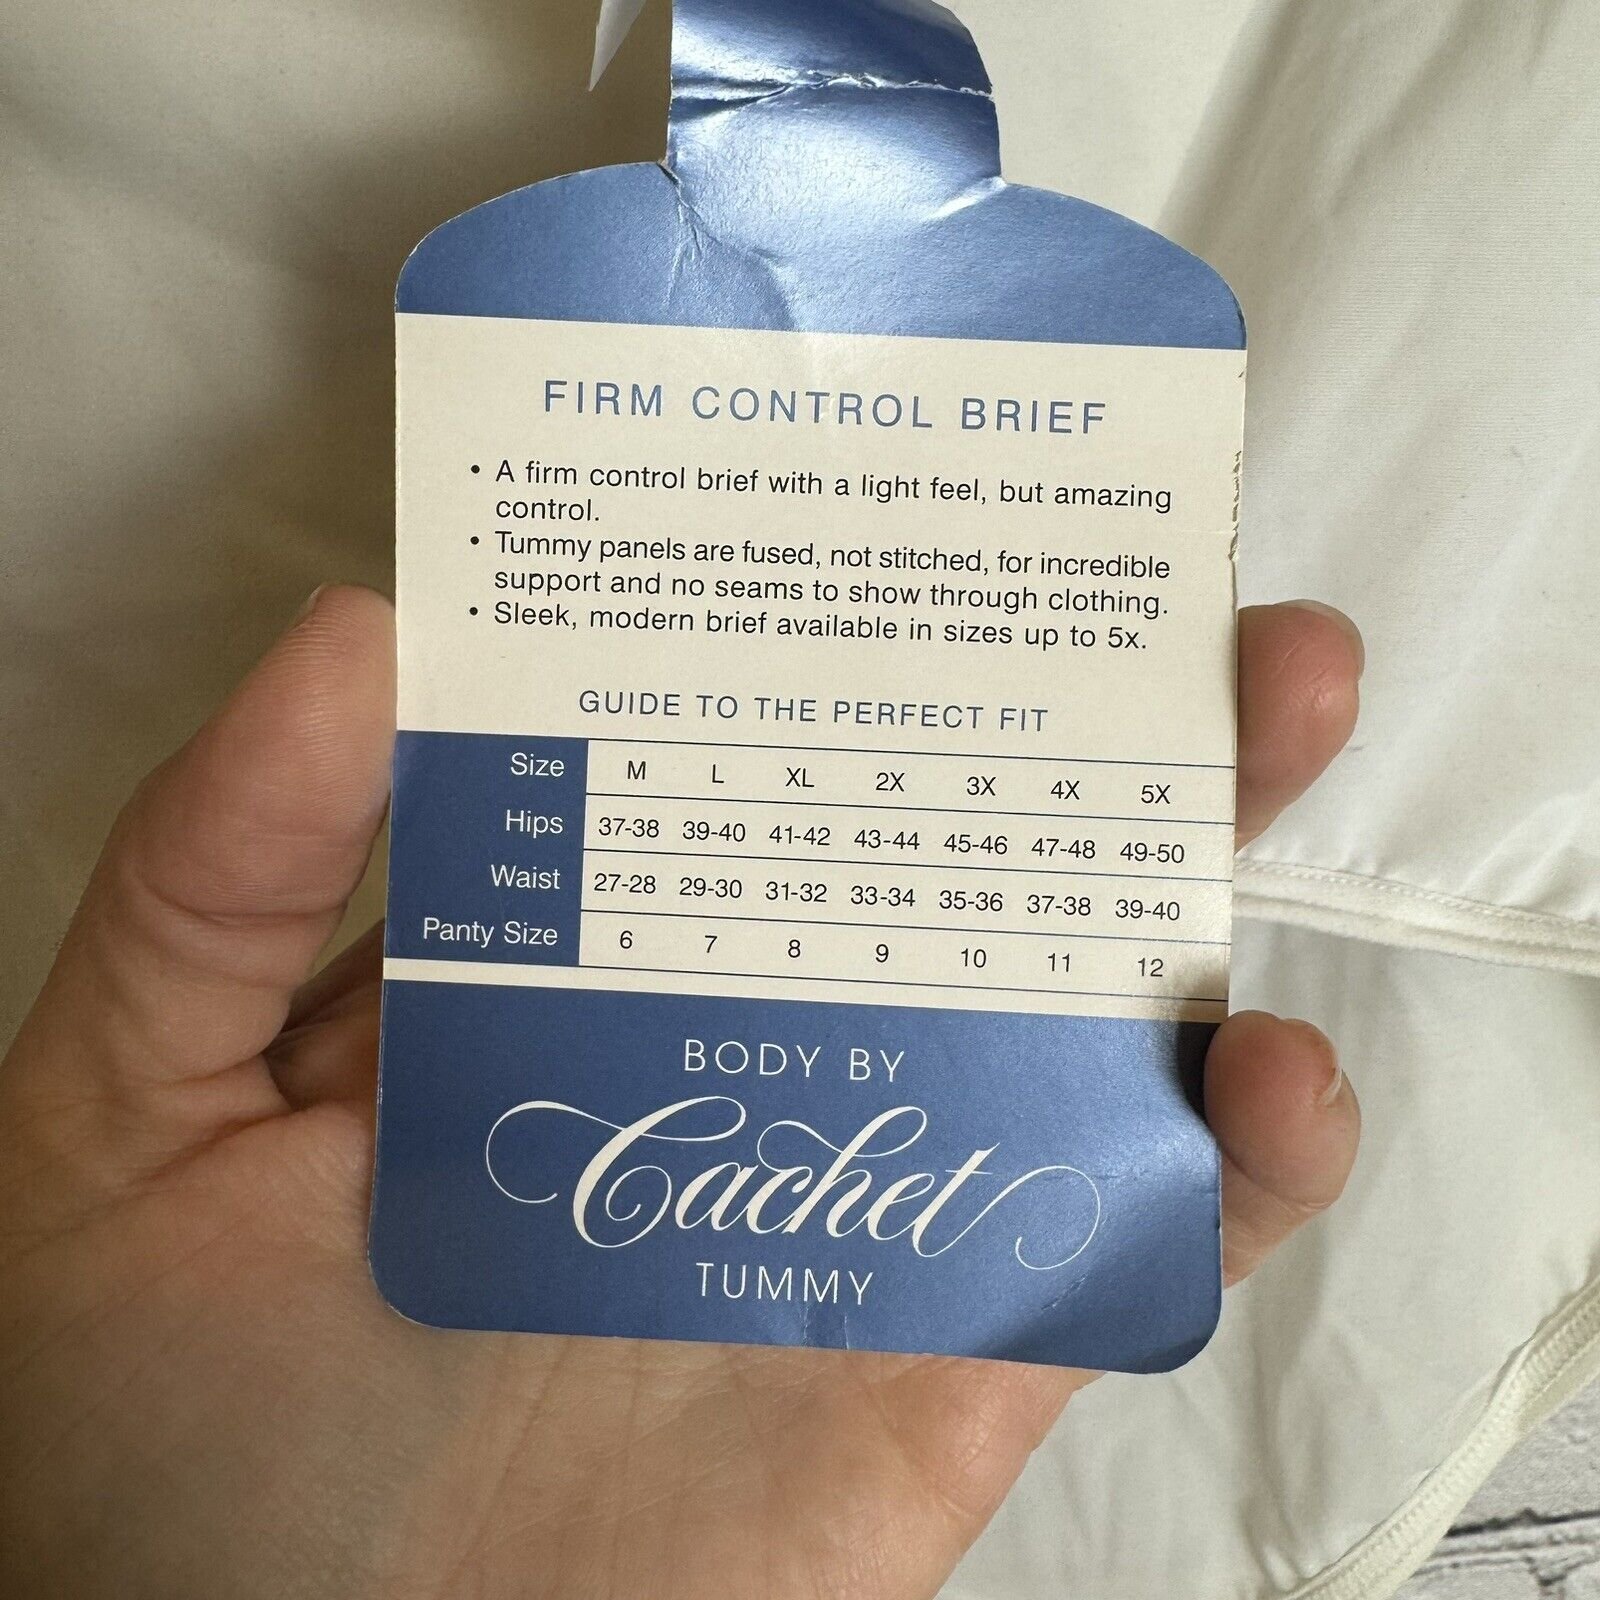 FIRM CONTROL BRIEF
• A firm control brief with a light feel, but amazing
control.
• Tummy panels are fused, not stitched, for incredible
support and no seams to show through clothing.
• Sleek, modern brief available in sizes up to 5x.
GUIDE TO THE PERFECT FIT
Size M L XL 2X 3X 4X 5X
Hips 37-38 39-40 41-42 43-44 45-46 47-48 49-50
Waist 27-28 29-30 31-32 33-34 35-36 37-38 39-40
Panty Size 6 7 8 9 10 11 12
BODY BY
Cachet
TUMMY